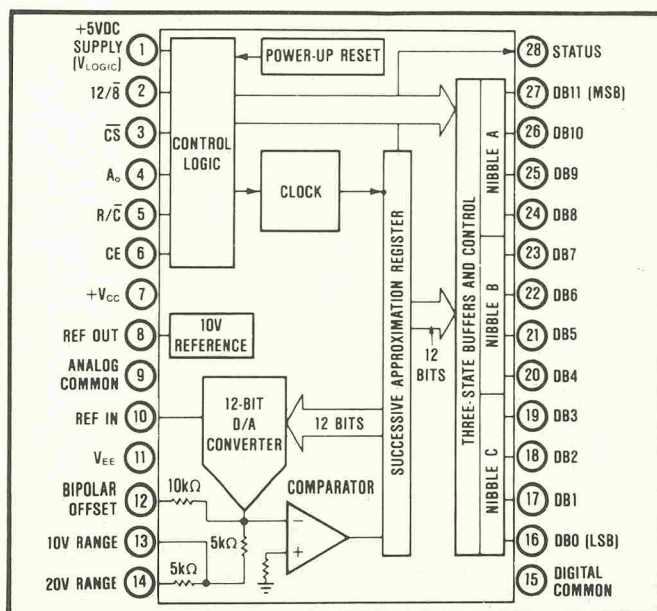 +5VDC
SUPPLY
(V_LOGIC)
1
12/8̅
2
C̅S̅
3
A₀
4
R/C̅
5
CE
6
+V_CC
7
REF OUT
8
ANALOG
COMMON
9
REF IN
10
V_EE
11
BIPOLAR
OFFSET
12
10V RANGE
13
20V RANGE
14
CONTROL
LOGIC
POWER-UP RESET
CLOCK
10V
REFERENCE
12-BIT
D/A
CONVERTER
12 BITS
10kΩ
5kΩ
5kΩ
COMPARATOR
−
+
SUCCESSIVE APPROXIMATION REGISTER
12
BITS
THREE-STATE BUFFERS AND CONTROL
NIBBLE A
NIBBLE B
NIBBLE C
28 STATUS
27 DB11 (MSB)
26 DB10
25 DB9
24 DB8
23 DB7
22 DB6
21 DB5
20 DB4
19 DB3
18 DB2
17 DB1
16 DB0 (LSB)
15 DIGITAL
COMMON